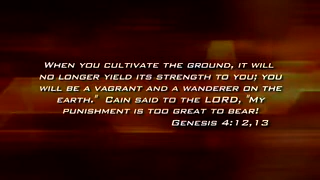 When you cultivate the ground, it will
no longer yield its strength to you; you
will be a vagrant and a wanderer on the
earth." Cain said to the LORD, "My
punishment is too great to bear!
Genesis 4:12,13